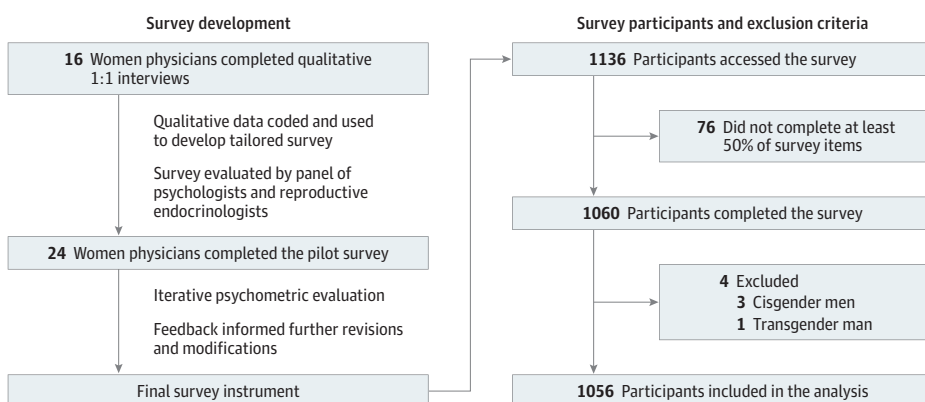 Survey development
16 Women physicians completed qualitative
1:1 interviews
Qualitative data coded and used
to develop tailored survey
Survey evaluated by panel of
psychologists and reproductive
endocrinologists
24 Women physicians completed the pilot survey
Iterative psychometric evaluation
Feedback informed further revisions
and modifications
Final survey instrument
Survey participants and exclusion criteria
1136 Participants accessed the survey
76 Did not complete at least
50% of survey items
1060 Participants completed the survey
4 Excluded
3 Cisgender men
1 Transgender man
1056 Participants included in the analysis